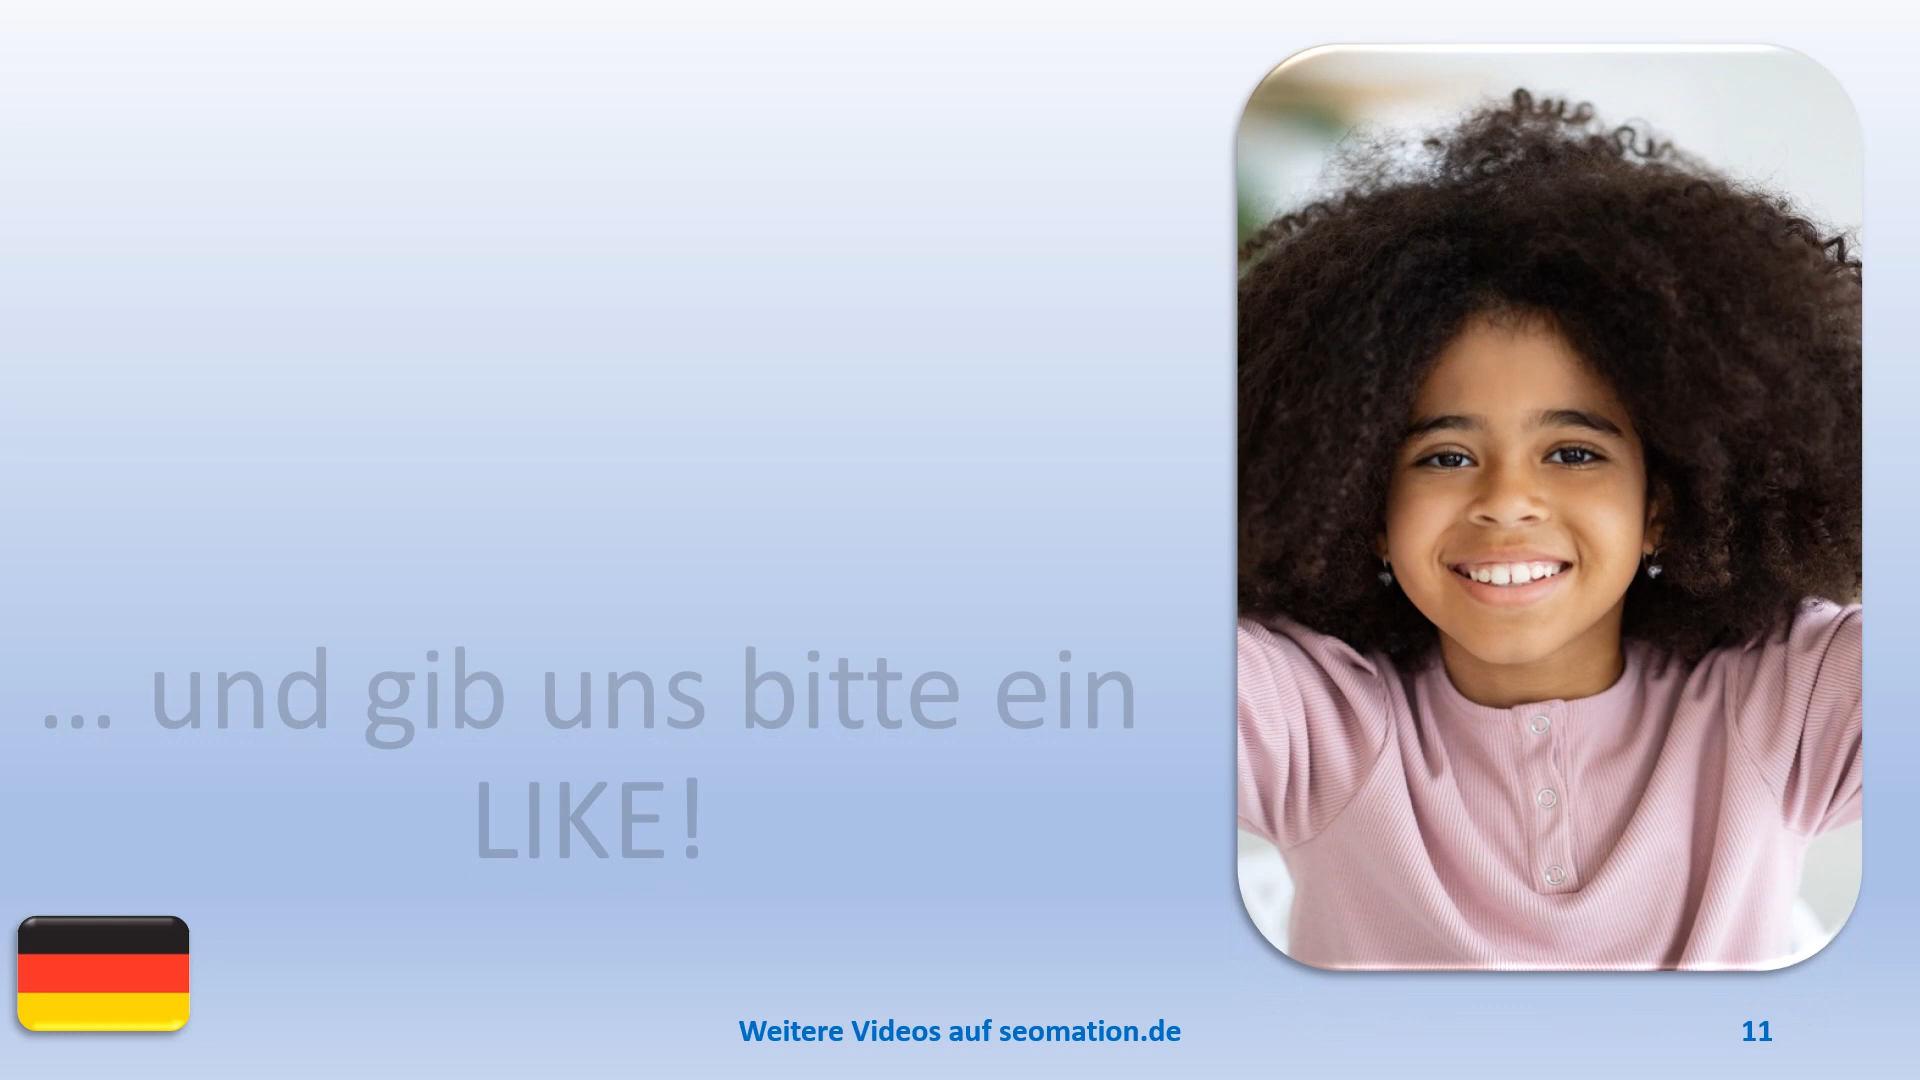 ... und gib uns bitte ein
LIKE!
Weitere Videos auf seomation.de
11